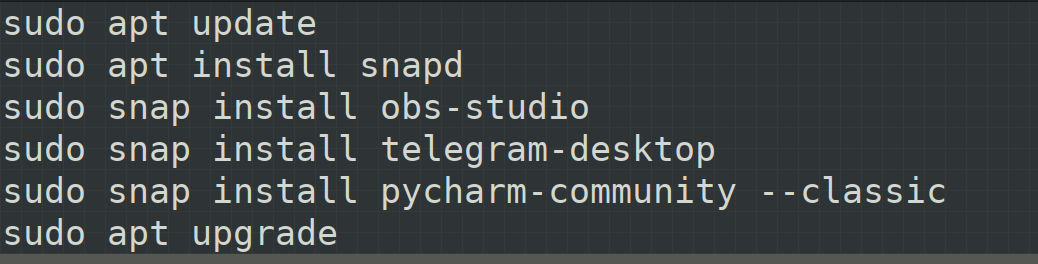 sudo apt update
sudo apt install snapd
sudo snap install obs-studio
sudo snap install telegram-desktop
sudo snap install pycharm-community --classic
sudo apt upgrade